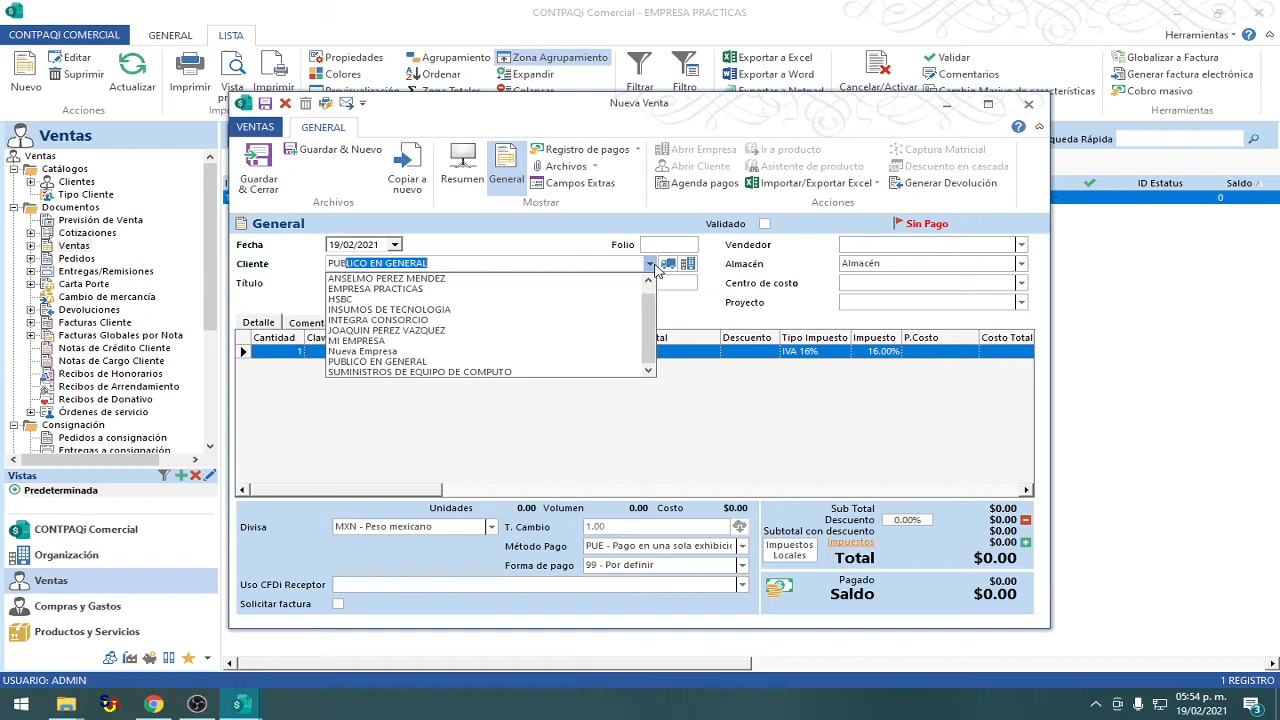 CONTPAQi Comercial - EMPRESA PRACTICAS
CONTPAQI COMERCIAL GENERAL LISTA Herramientas
Nuevo Editar Suprimir Actualizar
Acciones
Imprimir Vista Imprimir
Propiedades Agrupamiento Zona Agrupamiento
Colores Ordenar Expandir
Filtrar Filtro
Exportar a Excel
Exportar a Word
Cancelar/Activar
Validar
Comentarios
Globalizar a Factura
Generar factura electrónica
Cobro masivo
Herramientas
Ventas
Ventas
Catálogos
Clientes
Tipo Cliente
Documentos
Previsión de Venta
Cotizaciones
Ventas
Pedidos
Entregas/Remisiones
Carta Porte
Cambio de mercancía
Devoluciones
Facturas Cliente
Facturas Globales por Nota
Notas de Crédito Cliente
Notas de Cargo Cliente
Recibos de Honorarios
Recibos de Arrendamiento
Recibos de Donativo
Órdenes de servicio
Consignación
Pedidos a consignación
Entregas a consignación
Vistas
Predeterminada
CONTPAQi Comercial
Organización
Ventas
Compras y Gastos
Productos y Servicios
ueda Rápida
ID Estatus Saldo
0
Nueva Venta
VENTAS GENERAL
Guardar & Cerrar
Guardar & Nuevo
Copiar a nuevo
Archivos
Resumen General
Registro de pagos
Archivos
Campos Extras
Mostrar
Abrir Empresa Ir a producto Captura Matricial
Abrir Cliente Asistente de producto Descuento en cascada
Agenda pagos Importar/Exportar Excel Generar Devolución
Acciones
General Validado Sin Pago
Fecha 19/02/2021 Folio Vendedor
Cliente PUBLICO EN GENERAL Almacén Almacén
Título Centro de costo
Proyecto
ANSELMO PEREZ MENDEZ
EMPRESA PRACTICAS
HSBC
INSUMOS DE TECNOLOGIA
INTEGRA CONSORCIO
JOAQUIN PEREZ VAZQUEZ
MI EMPRESA
Nueva Empresa
PUBLICO EN GENERAL
SUMINISTROS DE EQUIPO DE COMPUTO
Detalle Coment
Cantidad Clav tal Descuento Tipo Impuesto Impuesto P.Costo Costo Total
1 IVA 16% 16.00%
Unidades 0.00 Volumen 0.00 Costo $0.00
Divisa MXN - Peso mexicano T. Cambio 1.00
Método Pago PUE - Pago en una sola exhibició
Forma de pago 99 - Por definir
Uso CFDi Receptor
Solicitar factura
Sub Total $0.00
Descuento 0.00% $0.00
Subtotal con descuento $0.00
Impuestos Locales Impuestos $0.00
Total $0.00
Pagado $0.00
Saldo $0.00
USUARIO: ADMIN 1 REGISTRO
05:54 p. m.
19/02/2021
3